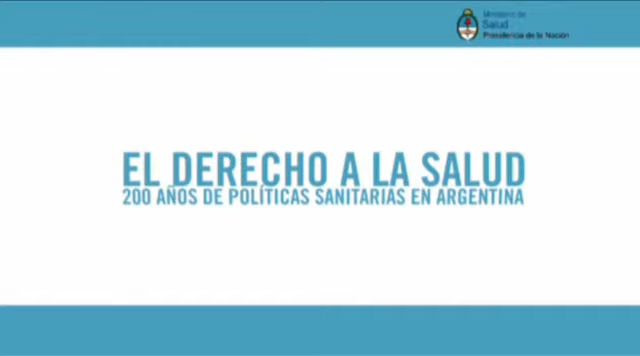 Ministerio de
Salud
Presidencia de la Nación
EL DERECHO A LA SALUD
200 AÑOS DE POLÍTICAS SANITARIAS EN ARGENTINA